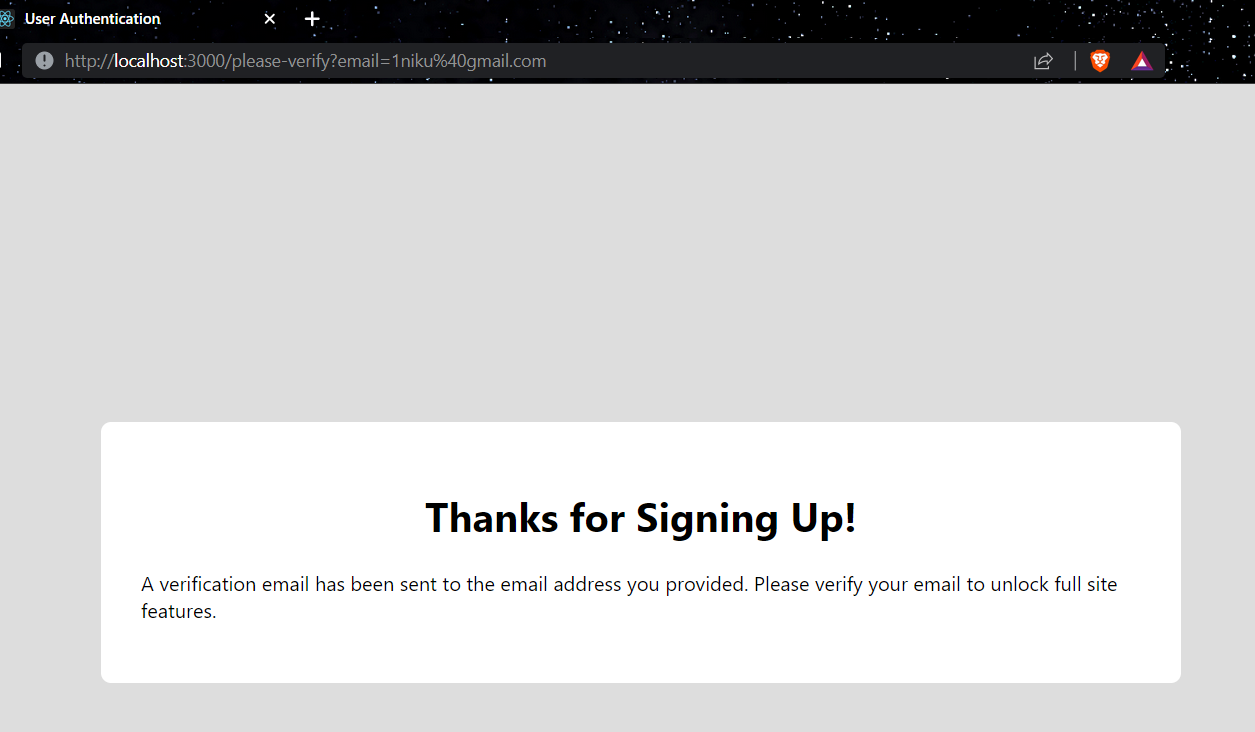 User Authentication
http://localhost:3000/please-verify?email=1niku%40gmail.com
Thanks for Signing Up!
A verification email has been sent to the email address you provided. Please verify your email to unlock full site
features.